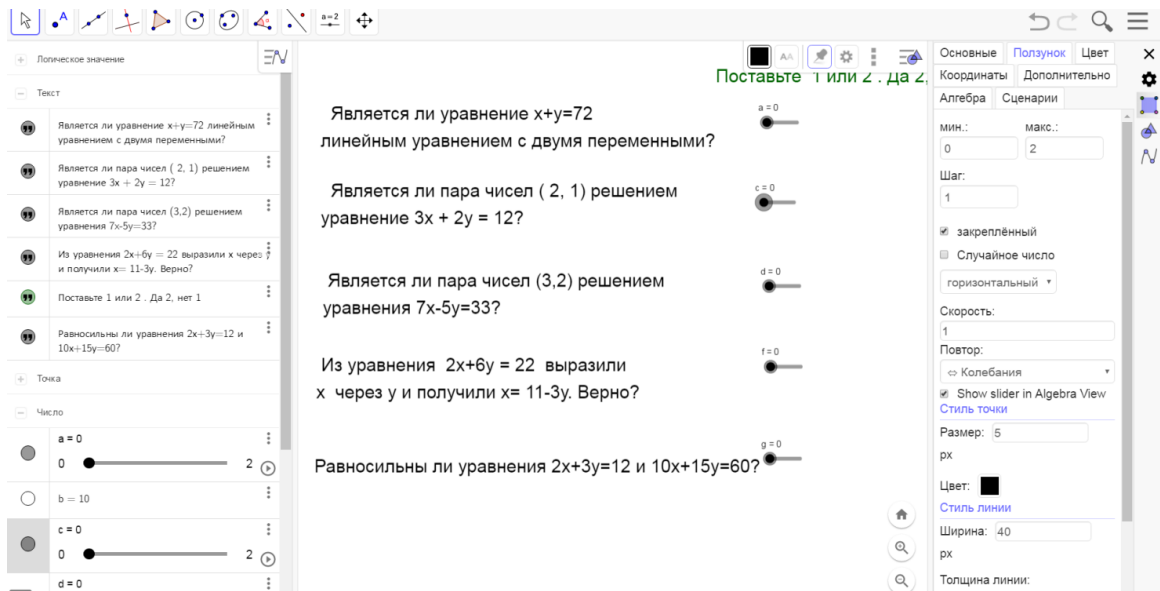 a=2
Логическое значение
Текст
Является ли уравнение x+y=72 линейным
уравнением с двумя переменными?
Является ли пара чисел ( 2, 1) решением
уравнение 3x + 2y = 12?
Является ли пара чисел (3,2) решением
уравнения 7x-5y=33?
Из уравнения 2x+6y = 22 выразили x через y
и получили x= 11-3y. Верно?
Поставьте 1 или 2 . Да 2, нет 1
Равносильны ли уравнения 2x+3y=12 и
10x+15y=60?
Точка
Число
a = 0
0 2
b = 10
c = 0
0 2
d = 0
AA
Поставьте 1 или 2 . Да 2,
Является ли уравнение x+y=72
линейным уравнением с двумя переменными?
a = 0
Является ли пара чисел ( 2, 1) решением
уравнение 3x + 2y = 12?
c = 0
Является ли пара чисел (3,2) решением
уравнения 7x-5y=33?
d = 0
Из уравнения 2x+6y = 22 выразили
x через y и получили x= 11-3y. Верно?
f = 0
Равносильны ли уравнения 2x+3y=12 и 10x+15y=60?
g = 0
Основные Ползунок Цвет
Координаты Дополнительно
Алгебра Сценарии
мин.: макс.:
0 2
Шаг:
1
закреплённый
Случайное число
горизонтальный
Скорость:
1
Повтор:
⇔ Колебания
Show slider in Algebra View
Стиль точки
Размер: 5
px
Цвет:
Стиль линии
Ширина: 40
px
Толщина линии: